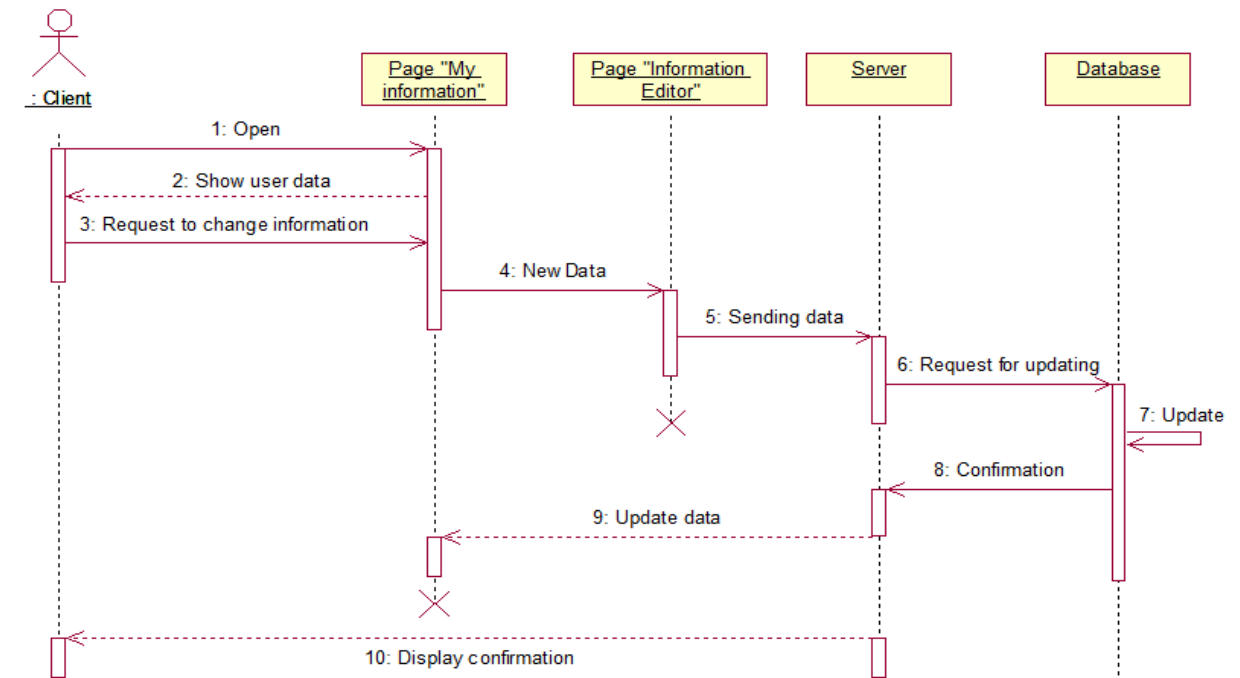 : Client
Page "My
information"
Page "Information
Editor"
Server
Database
1: Open
2: Show user data
3: Request to change information
4: New Data
5: Sending data
6: Request for updating
7: Update
8: Confirmation
9: Update data
10: Display confirmation